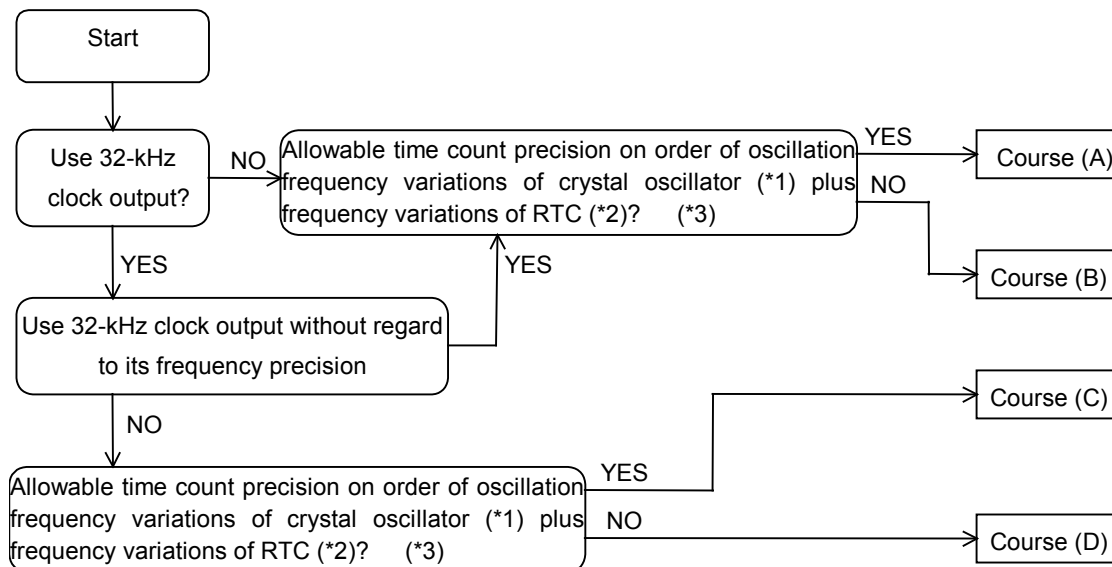 Start
Use 32-kHz
clock output?
NO
Allowable time count precision on order of oscillation
frequency variations of crystal oscillator (*1) plus
frequency variations of RTC (*2)? (*3)
YES
Course (A)
NO
Course (B)
YES
YES
Use 32-kHz clock output without regard
to its frequency precision
Course (C)
NO
Allowable time count precision on order of oscillation
frequency variations of crystal oscillator (*1) plus
frequency variations of RTC (*2)? (*3)
YES
NO
Course (D)